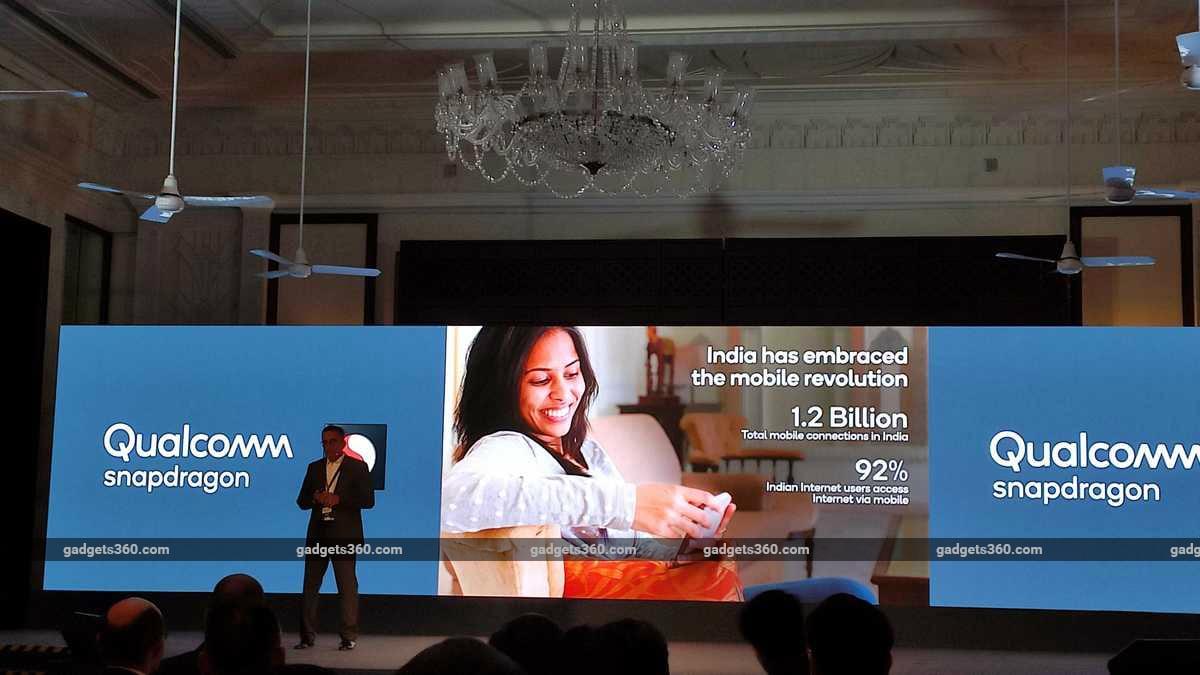 Qualcomm
snapdragon
India has embraced
the mobile revolution
1.2 Billion
Total mobile connections in India
92%
Indian Internet users access
Internet via mobile
Qualcomm
snapdragon
gadgets360.com
gadgets360.com
gadgets360.com
gadgets360.com
gadgets360.com
gadg